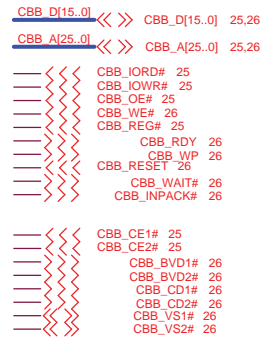 CBB_D[15..0] CBB_D[15..0] 25,26
CBB_A[25..0] CBB_A[25..0] 25,26
CBB_IORD# 25
CBB_IOWR# 25
CBB_OE# 25
CBB_WE# 26
CBB_REG# 25
CBB_RDY 26
CBB_WP 26
CBB_RESET 26
CBB_WAIT# 26
CBB_INPACK# 26
CBB_CE1# 25
CBB_CE2# 25
CBB_BVD1# 26
CBB_BVD2# 26
CBB_CD1# 26
CBB_CD2# 26
CBB_VS1# 26
CBB_VS2# 26